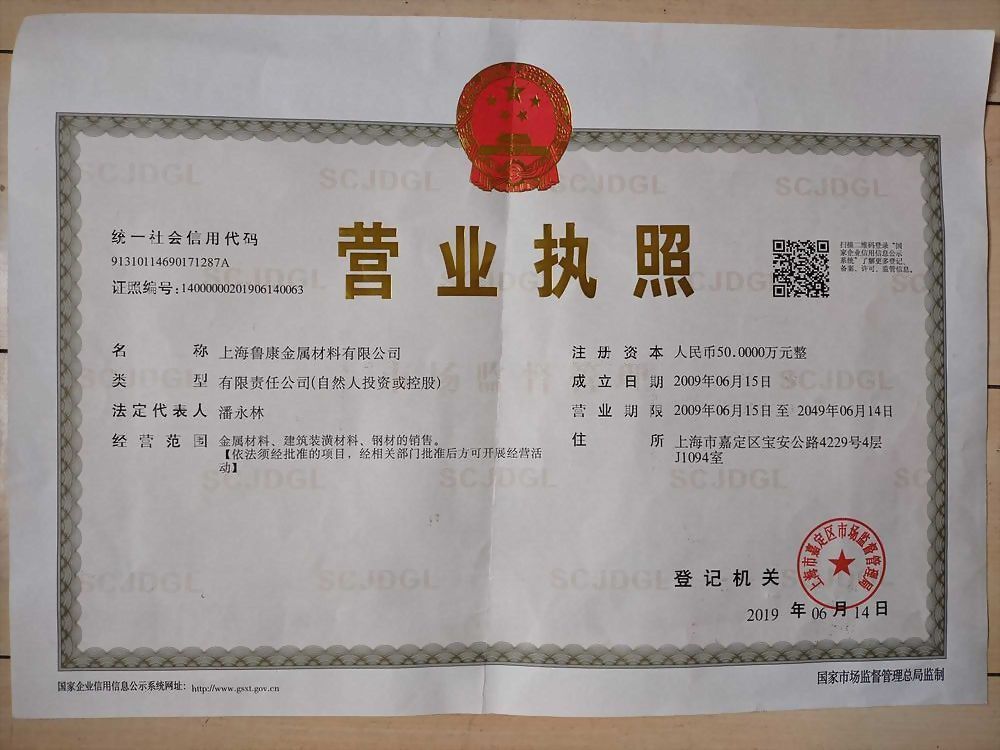 统一社会信用代码
91310114690171287A
证照编号:14000000201906140063
营业执照
扫描二维码登录“国
家企业信用信息公示
系统”了解更多登记、
备案、许可、监管信息。
名称 上海鲁康金属材料有限公司
类型 有限责任公司(自然人投资或控股)
法定代表人 潘永林
经营范围 金属材料、建筑装潢材料、钢材的销售。
【依法须经批准的项目，经相关部门批准后方可开展经营活
动】
注册资本 人民币50.0000万元整
成立日期 2009年06月15日
营业期限 2009年06月15日 至 2049年06月14日
住所 上海市嘉定区宝安公路4229号4层
J1094室
登记机关
上海市嘉定区市场监督管理局
2019 年 06 月 14 日
国家企业信用信息公示系统网址: http://www.gsxt.gov.cn
国家市场监督管理总局监制
SCJDGL
市场监督管理